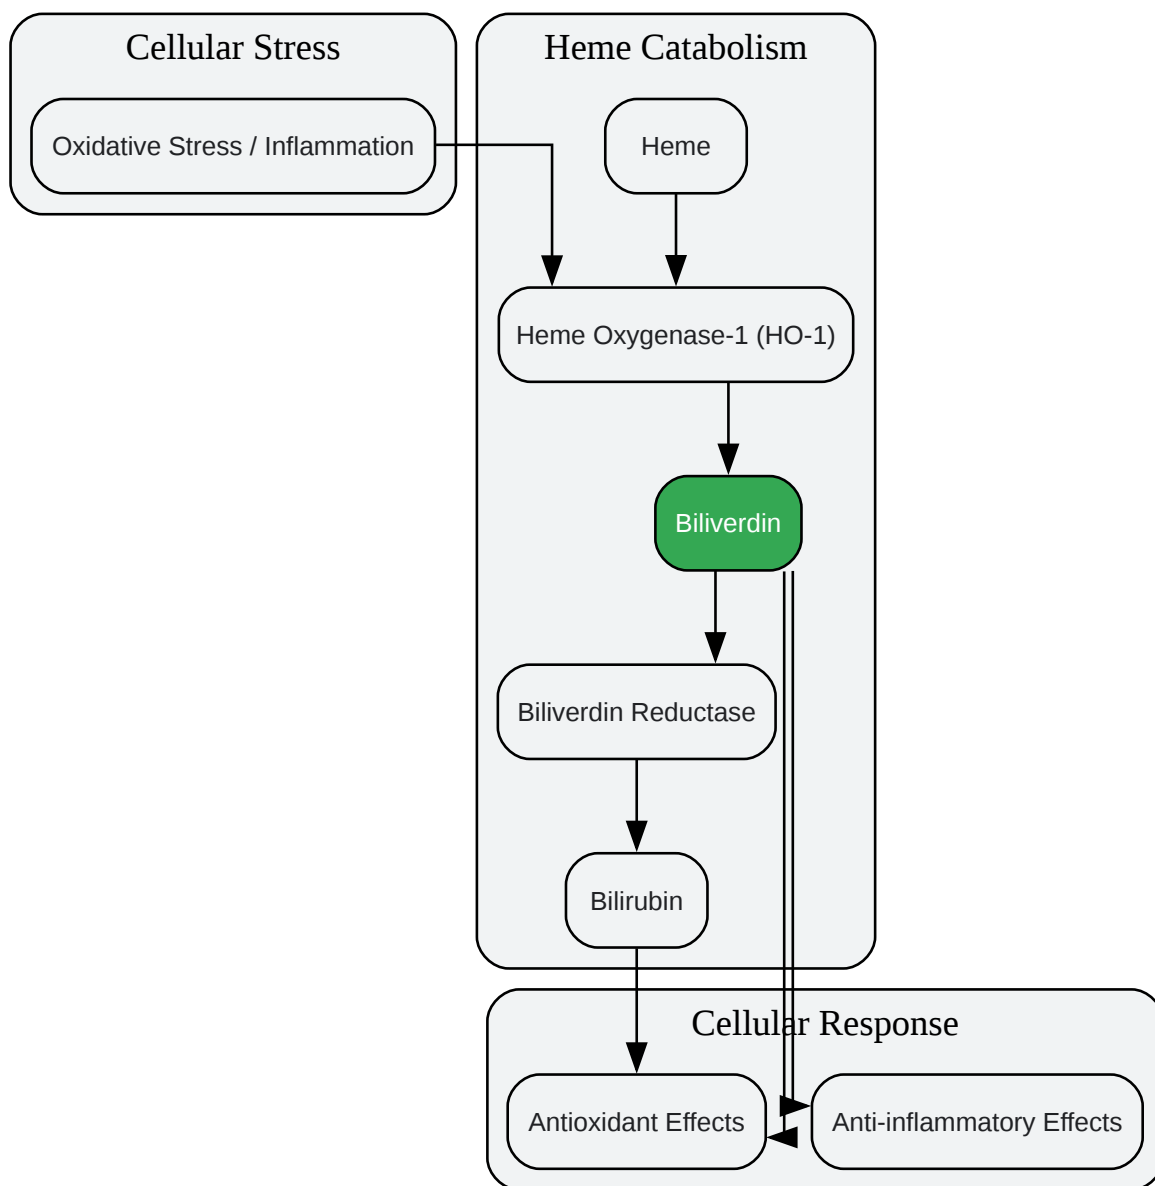 Cellular Stress
Heme Catabolism
Oxidative Stress / Inflammation
Heme
Heme Oxygenase-1 (HO-1)
Biliverdin
Biliverdin Reductase
Bilirubin
Cellular Response
Antioxidant Effects
Anti-inflammatory Effects